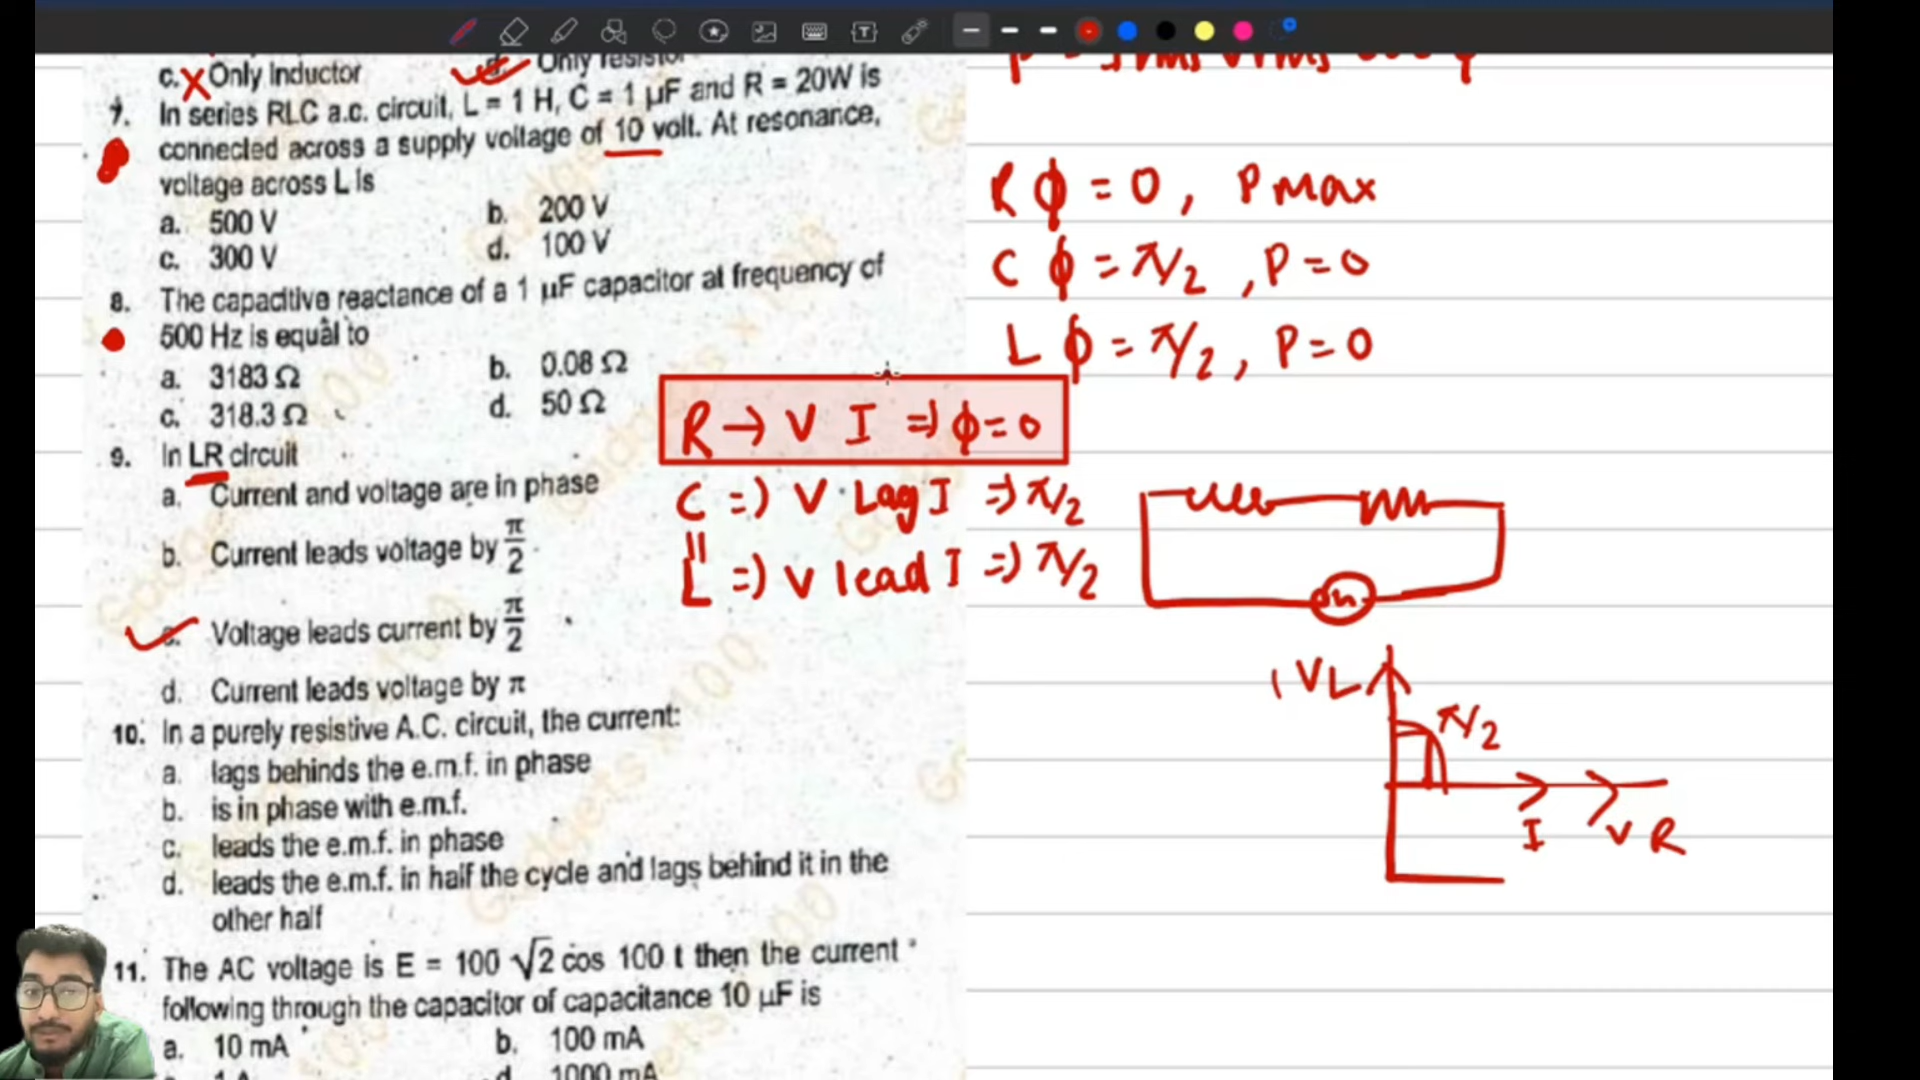 c. Only Inductor
Only resistor
7. In series RLC a.c. circuit, L = 1 H, C = 1 μF and R = 20W is
connected across a supply voltage of 10 volt. At resonance,
voltage across L is
a. 500 V b. 200 V
c. 300 V d. 100 V
8. The capacitive reactance of a 1 μF capacitor at frequency of
500 Hz is equal to
a. 3183 Ω b. 0.08 Ω
c. 318.3 Ω d. 50 Ω
9. In LR circuit
a. Current and voltage are in phase
b. Current leads voltage by π/2
c. Voltage leads current by π/2
d. Current leads voltage by π
10. In a purely resistive A.C. circuit, the current:
a. lags behinds the e.m.f. in phase
b. is in phase with e.m.f.
c. leads the e.m.f. in phase
d. leads the e.m.f. in half the cycle and lags behind it in the
other half
11. The AC voltage is E = 100 √2 cos 100 t then the current
following through the capacitor of capacitance 10 μF is
a. 10 mA b. 100 mA
1 A d. 1000 mA
R φ = 0, P max
C φ = π/2, P = 0
L φ = π/2, P = 0
R → V I ⇒ φ = 0
C ⇒ V Lag I ⇒ π/2
L ⇒ V lead I ⇒ π/2
VL
π/2
I VR
Gadgets x 100